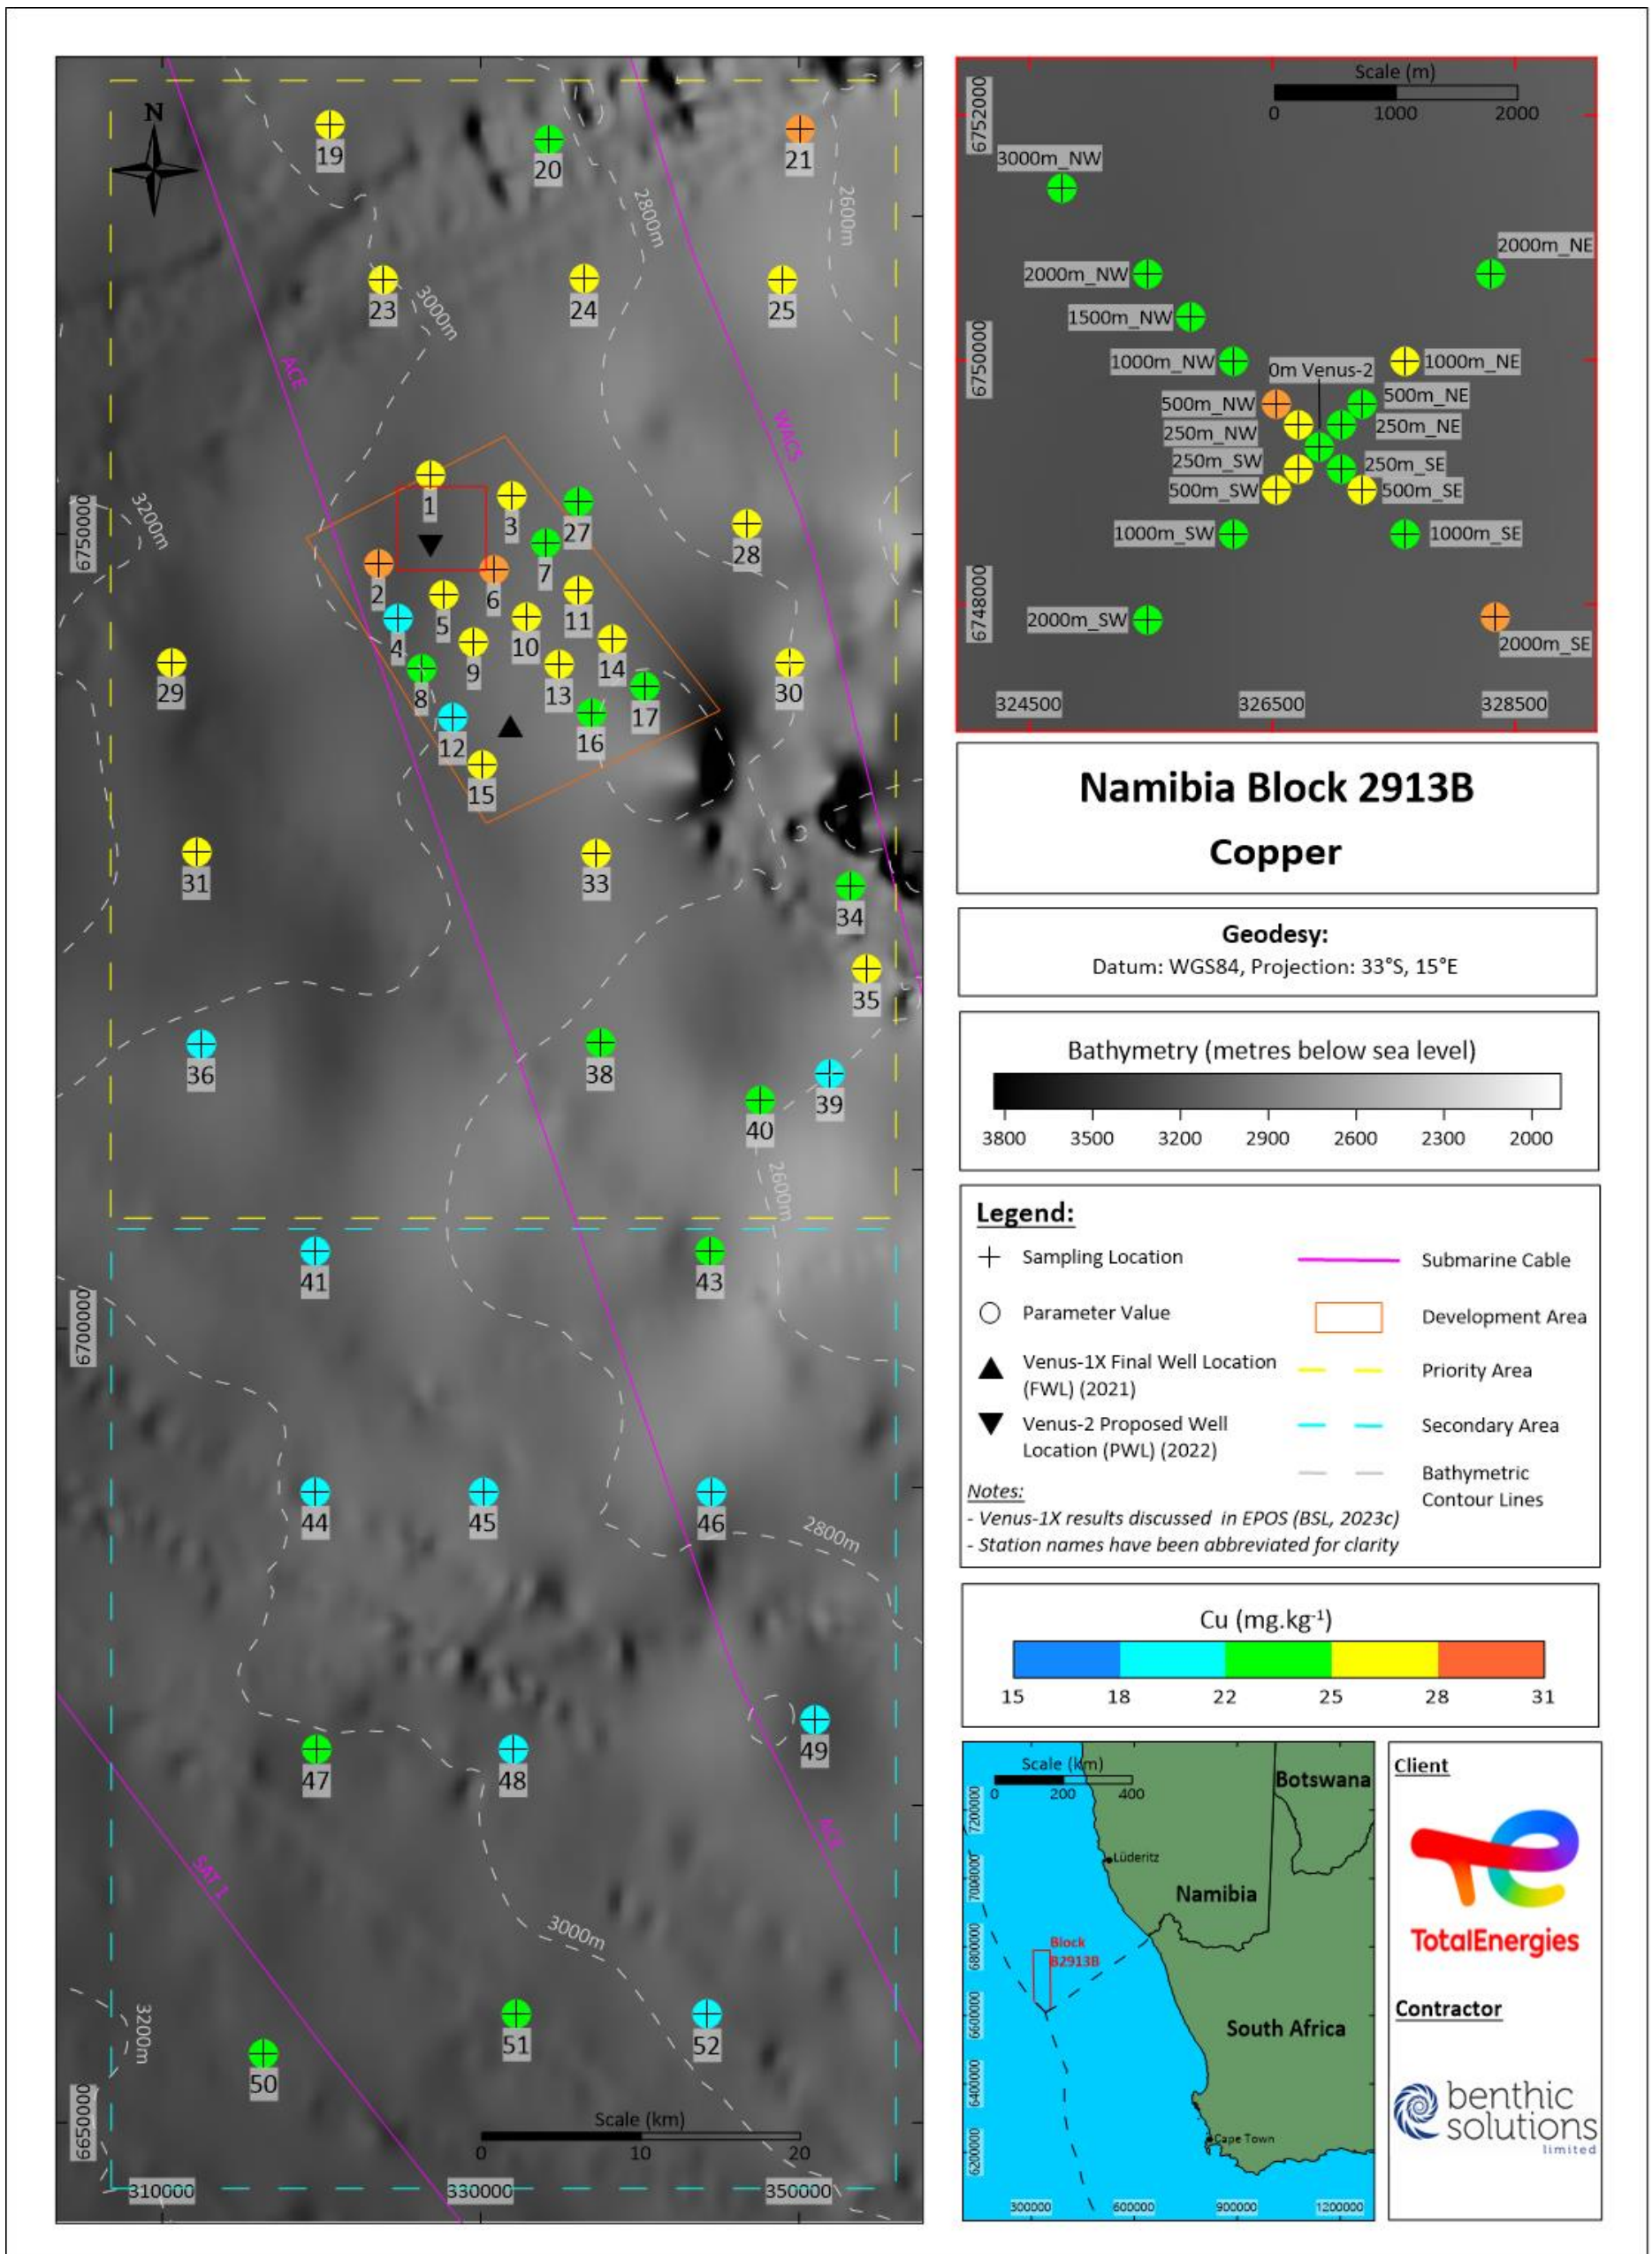 N
19
20
21
2800m
2600m
23
24
25
3000m
ACE
WACS
3200m
6750000
1
3
27
7
28
2
6
5
4
10
11
9
14
8
13
29
30
12
16
17
15
31
33
34
35
36
38
39
40
2600m
41
43
6700000
44
45
46
2800m
47
48
49
ACE
SAT 1
3000m
3200m
50
51
52
6650000
Scale (km)
0 10 20
310000 330000 350000
Scale (m)
0 1000 2000
6752000
3000m_NW
2000m_NE
2000m_NW
1500m_NW
6750000
1000m_NW
0m Venus-2
1000m_NE
500m_NW
500m_NE
250m_NW
250m_NE
250m_SW
250m_SE
500m_SW
500m_SE
1000m_SW
1000m_SE
6748000
2000m_SW
2000m_SE
324500 326500 328500
Namibia Block 2913B
Copper
Geodesy:
Datum: WGS84, Projection: 33°S, 15°E
Bathymetry (metres below sea level)
3800 3500 3200 2900 2600 2300 2000
Legend:
Sampling Location
Parameter Value
Venus-1X Final Well Location
(FWL) (2021)
Venus-2 Proposed Well
Location (PWL) (2022)
Submarine Cable
Development Area
Priority Area
Secondary Area
Bathymetric
Contour Lines
Notes:
- Venus-1X results discussed in EPOS (BSL, 2023c)
- Station names have been abbreviated for clarity
Cu (mg.kg⁻¹)
15 18 22 25 28 31
Scale (km)
0 200 400
Botswana
7200000
Lüderitz
7000000
Namibia
6800000
Block
B2913B
6600000
South Africa
6400000
Cape Town
6200000
300000 600000 900000 1200000
Client
TotalEnergies
Contractor
benthic
solutions
limited